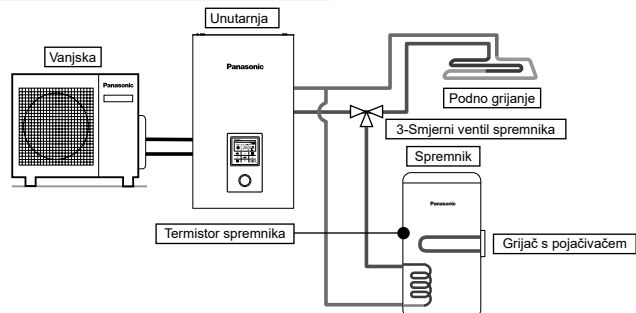 Unutarnja
Vanjska
Panasonic
Panasonic
Podno grijanje
3-Smjerni ventil spremnika
Spremnik
Panasonic
Termistor spremnika
Grijač s pojačivačem